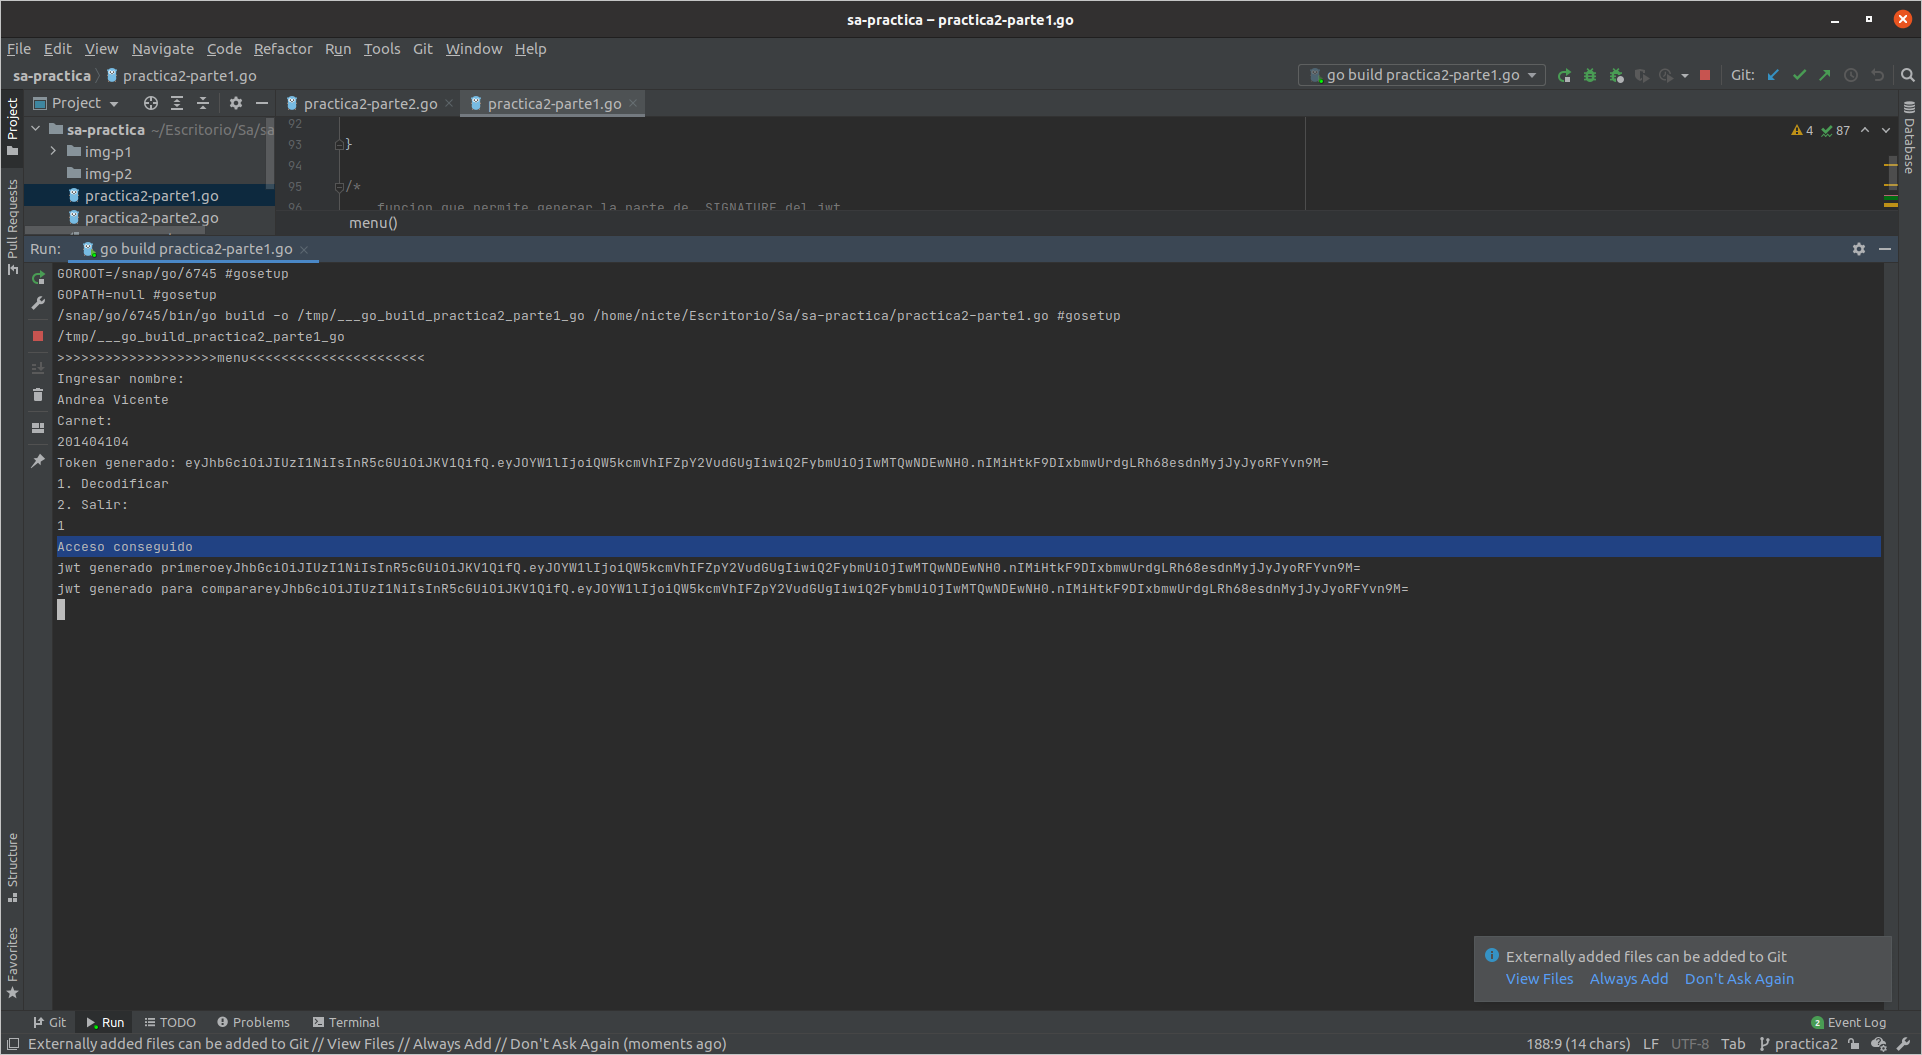 sa-practica – practica2-parte1.go
File Edit View Navigate Code Refactor Run Tools Git Window Help
sa-practica practica2-parte1.go
go build practica2-parte1.go
Git:
Project
practica2-parte2.go
practica2-parte1.go
Project
Pull Requests
Structure
Favorites
Database
sa-practica ~/Escritorio/Sa/sa
img-p1
img-p2
practica2-parte1.go
practica2-parte2.go
92
93 }
94
95 /*
96 funcion que permite generar la parte de SIGNATURE del jwt
4 87
menu()
Run: go build practica2-parte1.go
GOROOT=/snap/go/6745 #gosetup
GOPATH=null #gosetup
/snap/go/6745/bin/go build -o /tmp/___go_build_practica2_parte1_go /home/nicte/Escritorio/Sa/sa-practica/practica2-parte1.go #gosetup
/tmp/___go_build_practica2_parte1_go
>>>>>>>>>>>>>>>>>>>>menu<<<<<<<<<<<<<<<<<<<<<<
Ingresar nombre:
Andrea Vicente
Carnet:
201404104
Token generado: eyJhbGciOiJIUzI1NiIsInR5cGUiOiJKV1QifQ.eyJOYW1lIjoiQW5kcmVhIFZpY2VudGUgIiwiQ2FybmUiOjIwMTQwNDEwNH0.nIMiHtkF9DIxbmwUrdgLRh68esdnMyjJyJyoRFYvn9M=
1. Decodificar
2. Salir:
1
Acceso conseguido
jwt generado primeroeyJhbGciOiJIUzI1NiIsInR5cGUiOiJKV1QifQ.eyJOYW1lIjoiQW5kcmVhIFZpY2VudGUgIiwiQ2FybmUiOjIwMTQwNDEwNH0.nIMiHtkF9DIxbmwUrdgLRh68esdnMyjJyJyoRFYvn9M=
jwt generado para comparareyJhbGciOiJIUzI1NiIsInR5cGUiOiJKV1QifQ.eyJOYW1lIjoiQW5kcmVhIFZpY2VudGUgIiwiQ2FybmUiOjIwMTQwNDEwNH0.nIMiHtkF9DIxbmwUrdgLRh68esdnMyjJyJyoRFYvn9M=
Externally added files can be added to Git
View Files Always Add Don't Ask Again
Git Run TODO Problems Terminal
2 Event Log
Externally added files can be added to Git // View Files // Always Add // Don't Ask Again (moments ago)
188:9 (14 chars) LF UTF-8 Tab practica2